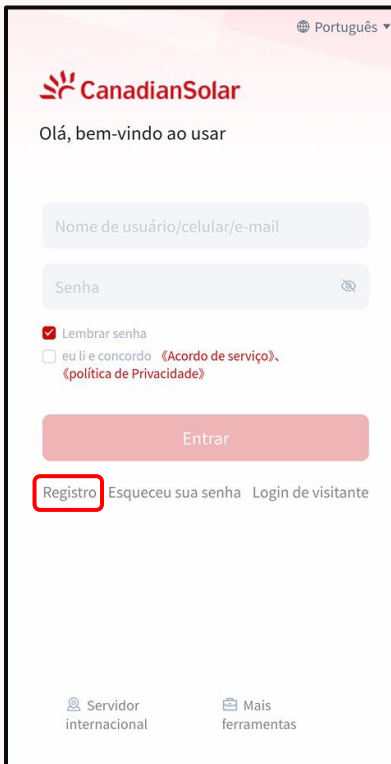 Português
CanadianSolar
Olá, bem-vindo ao usar
Nome de usuário/celular/e-mail
Senha
Lembrar senha
eu li e concordo 《Acordo de serviço》、
《política de Privacidade》
Entrar
Registro Esqueceu sua senha Login de visitante
Servidor
internacional
Mais
ferramentas